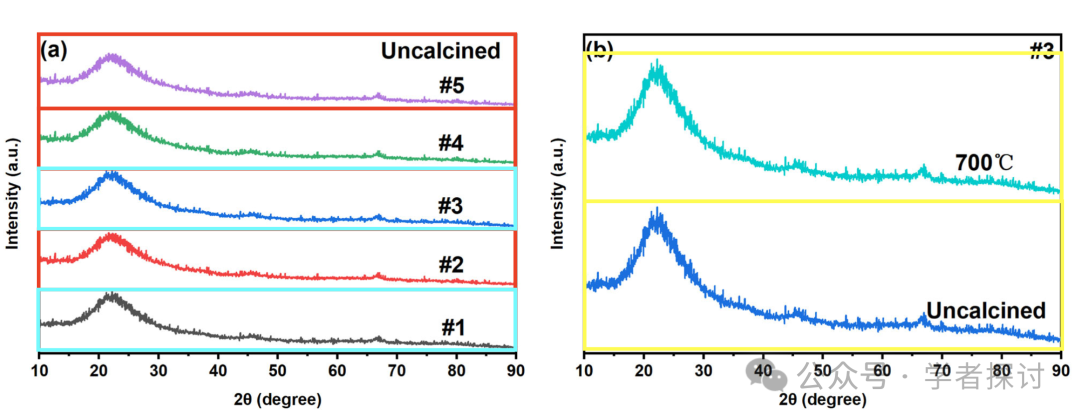 (a)
Uncalcined
#5
#4
#3
#2
#1
Intensity (a.u.)
10 20 30 40 50 60 70 80 90
2θ (degree)
(b)
#3
700℃
Uncalcined
Intensity (a.u.)
10 20 30 40 50 60 70 80 90
2θ (degree)
公众号 · 学者探讨